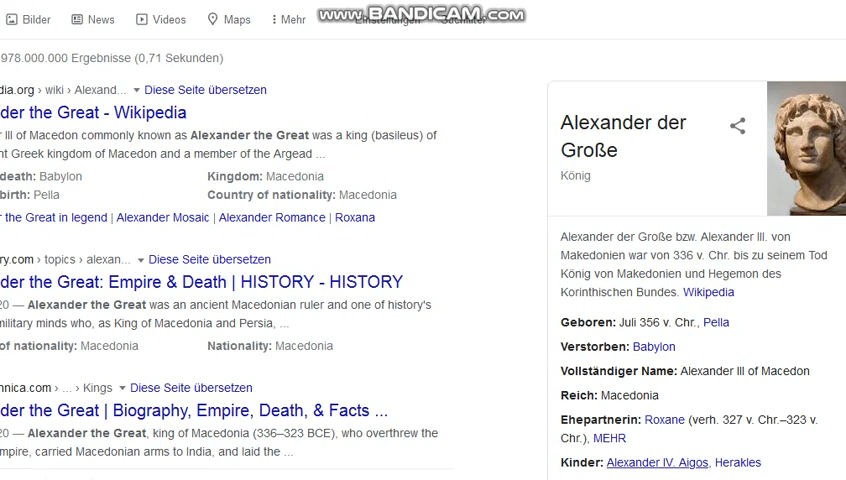 Bilder News Videos Maps Mehr Einstellungen Suchfilter
www.BANDICAM.com
978.000.000 Ergebnisse (0,71 Sekunden)
dia.org › wiki › Alexand... Diese Seite übersetzen
der the Great - Wikipedia
r III of Macedon commonly known as Alexander the Great was a king (basileus) of
nt Greek kingdom of Macedon and a member of the Argead ...
death: Babylon Kingdom: Macedonia
birth: Pella Country of nationality: Macedonia
r the Great in legend | Alexander Mosaic | Alexander Romance | Roxana
ry.com › topics › alexan... Diese Seite übersetzen
der the Great: Empire & Death | HISTORY - HISTORY
20 — Alexander the Great was an ancient Macedonian ruler and one of history's
military minds who, as King of Macedonia and Persia, ...
of nationality: Macedonia Nationality: Macedonia
nnica.com › ... › Kings Diese Seite übersetzen
der the Great | Biography, Empire, Death, & Facts ...
20 — Alexander the Great, king of Macedonia (336–323 BCE), who overthrew the
mpire, carried Macedonian arms to India, and laid the ...
Alexander der
Große
König
Alexander der Große bzw. Alexander III. von
Makedonien war von 336 v. Chr. bis zu seinem Tod
König von Makedonien und Hegemon des
Korinthischen Bundes. Wikipedia
Geboren: Juli 356 v. Chr., Pella
Verstorben: Babylon
Vollständiger Name: Alexander III of Macedon
Reich: Macedonia
Ehepartnerin: Roxane (verh. 327 v. Chr.–323 v.
Chr.), MEHR
Kinder: Alexander IV. Aigos, Herakles